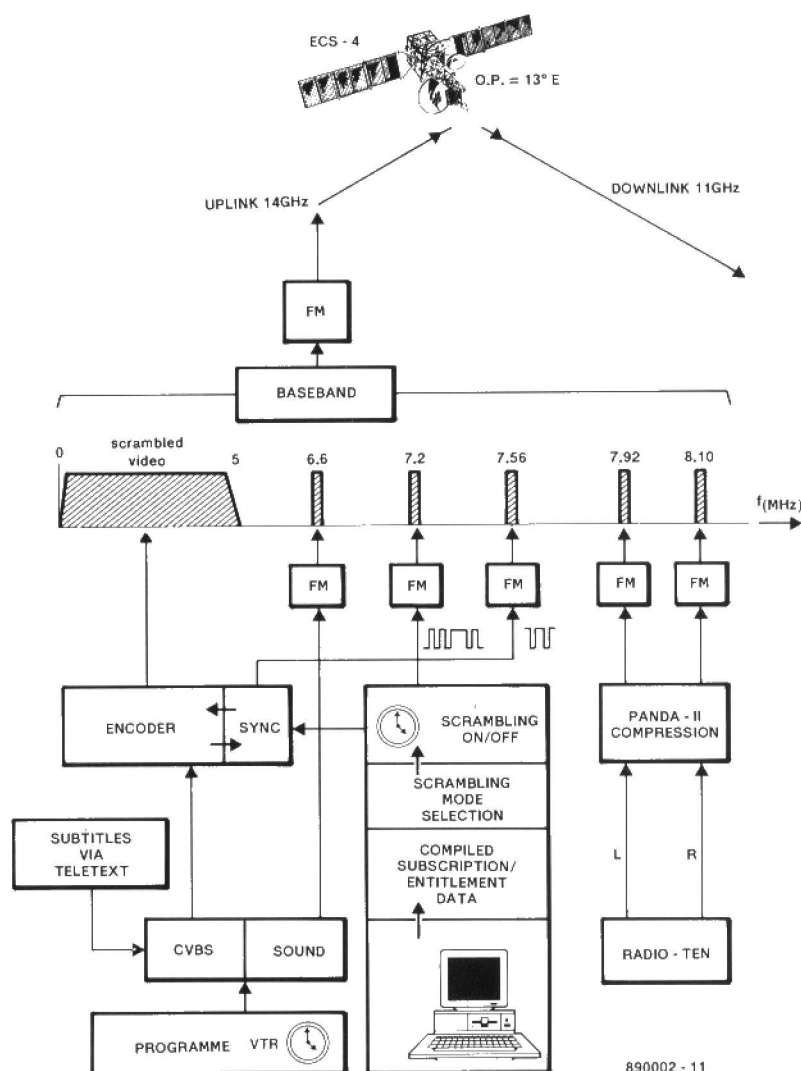 ECS - 4
O.P. = 13° E
UPLINK 14GHz
DOWNLINK 11GHz
FM
BASEBAND
scrambled
video
0
5
6,6
7,2
7,56
7,92
8,10
f(MHz)
FM
FM
FM
FM
FM
ENCODER
SYNC
SCRAMBLING
ON/OFF
PANDA - II
COMPRESSION
SCRAMBLING
MODE
SELECTION
SUBTITLES
VIA
TELETEXT
COMPILED
SUBSCRIPTION/
ENTITLEMENT
DATA
L
R
CVBS
SOUND
RADIO - TEN
PROGRAMME VTR
890002 - 11